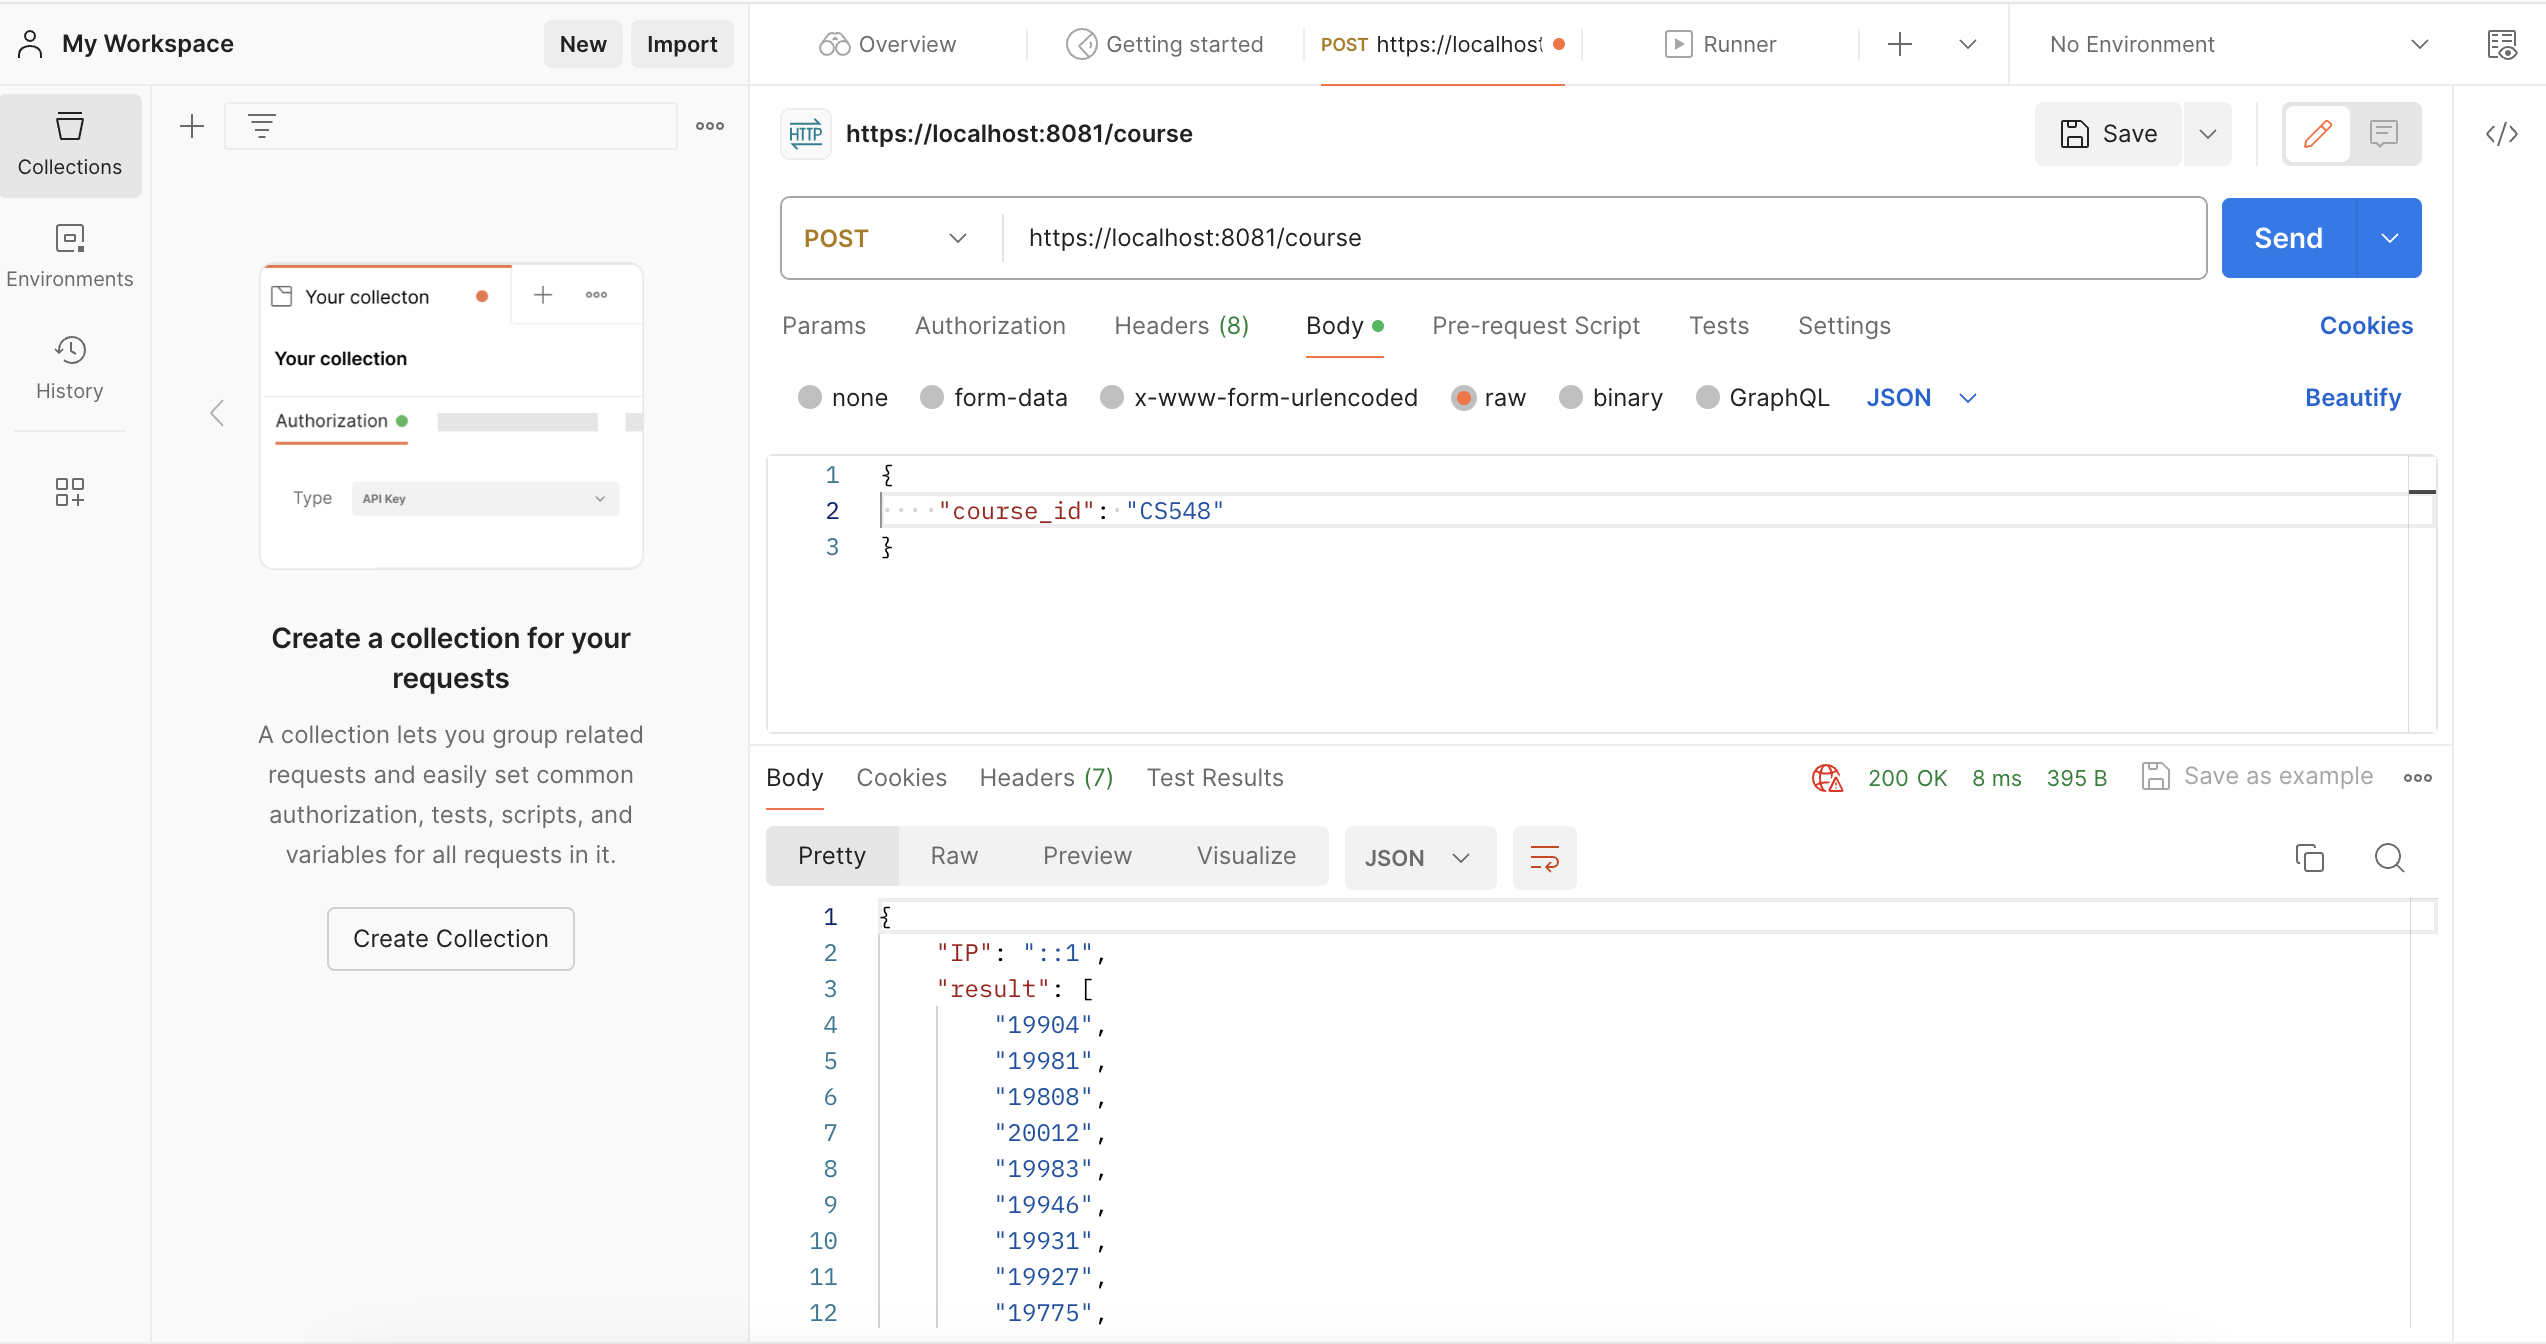 My Workspace
New
Import
Overview
Getting started
POST https://localhost
Runner
No Environment
Collections
Environments
History
Your collecton
Your collection
Authorization
Type
API Key
Create a collection for your
requests
A collection lets you group related
requests and easily set common
authorization, tests, scripts, and
variables for all requests in it.
Create Collection
HTTP
https://localhost:8081/course
Save
POST
https://localhost:8081/course
Send
Params
Authorization
Headers (8)
Body
Pre-request Script
Tests
Settings
Cookies
none
form-data
x-www-form-urlencoded
raw
binary
GraphQL
JSON
Beautify
1 {
2 "course_id": "CS548"
3 }
Body
Cookies
Headers (7)
Test Results
200 OK
8 ms
395 B
Save as example
Pretty
Raw
Preview
Visualize
JSON
1 {
2 "IP": "::1",
3 "result": [
4 "19904",
5 "19981",
6 "19808",
7 "20012",
8 "19983",
9 "19946",
10 "19931",
11 "19927",
12 "19775",